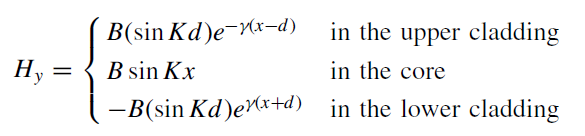 B(sin Kd)e^{−γ(x−d)} in the upper cladding
H_y = { B sin Kx in the core
−B(sin Kd)e^{γ(x+d)} in the lower cladding